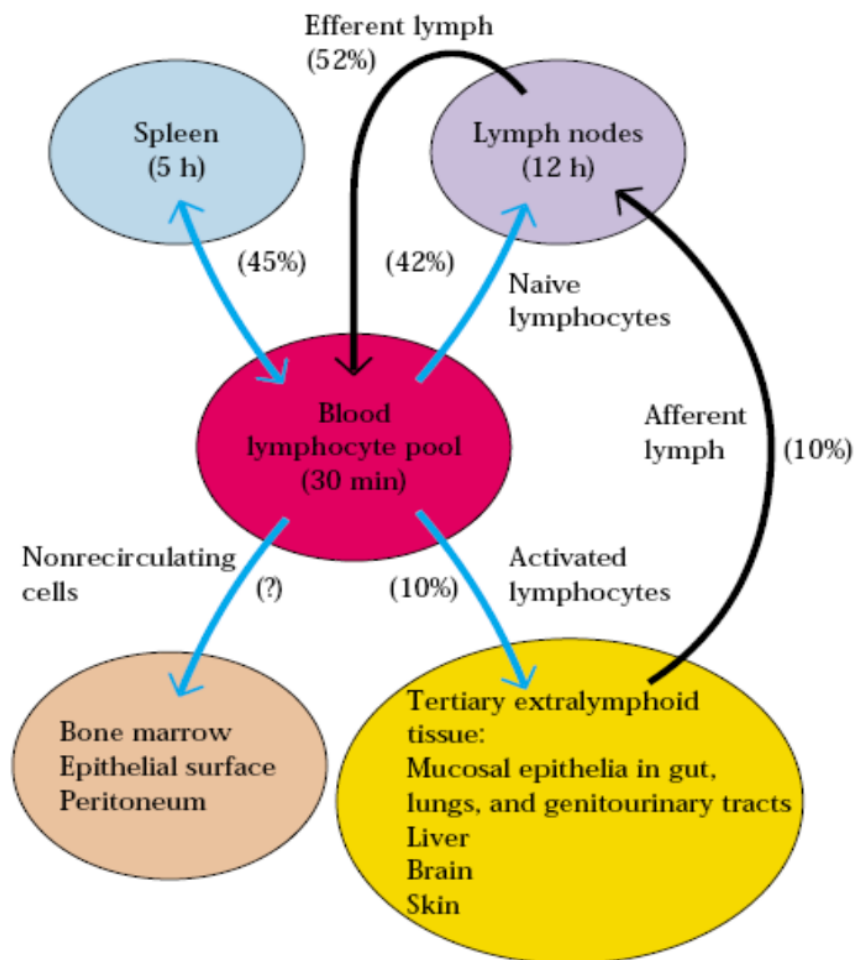 Efferent lymph
(52%)
Spleen
(5 h)
Lymph nodes
(12 h)
(45%)
(42%)
Naive
lymphocytes
Blood
lymphocyte pool
(30 min)
Afferent
lymph
(10%)
Nonrecirculating
cells
(?)
(10%)
Activated
lymphocytes
Bone marrow
Epithelial surface
Peritoneum
Tertiary extralymphoid
tissue:
Mucosal epithelia in gut,
lungs, and genitourinary tracts
Liver
Brain
Skin